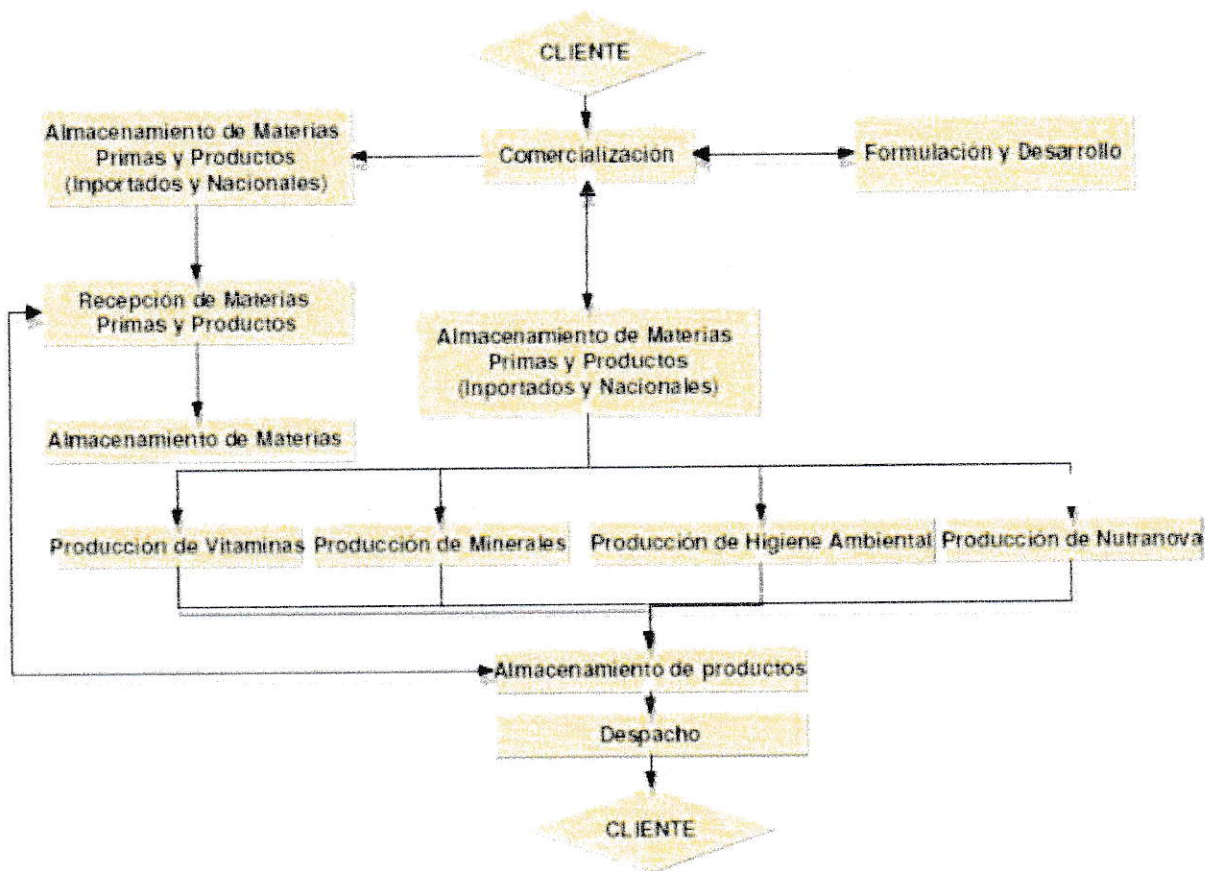 CLIENTE
Almacenamiento de Materias
Primas y Productos
(Inportados y Nacionales)
Comercialización
Formulación y Desarrollo
Recepción de Materias
Primas y Productos
Almacenamiento de Materias
Primas y Productos
(Inportados y Nacionales)
Almacenamiento de Materias
Producción de Vitaminas
Producción de Minerales
Producción de Higiene Ambiental
Producción de Nutranova
Almacenamiento de productos
Despacho
CLIENTE